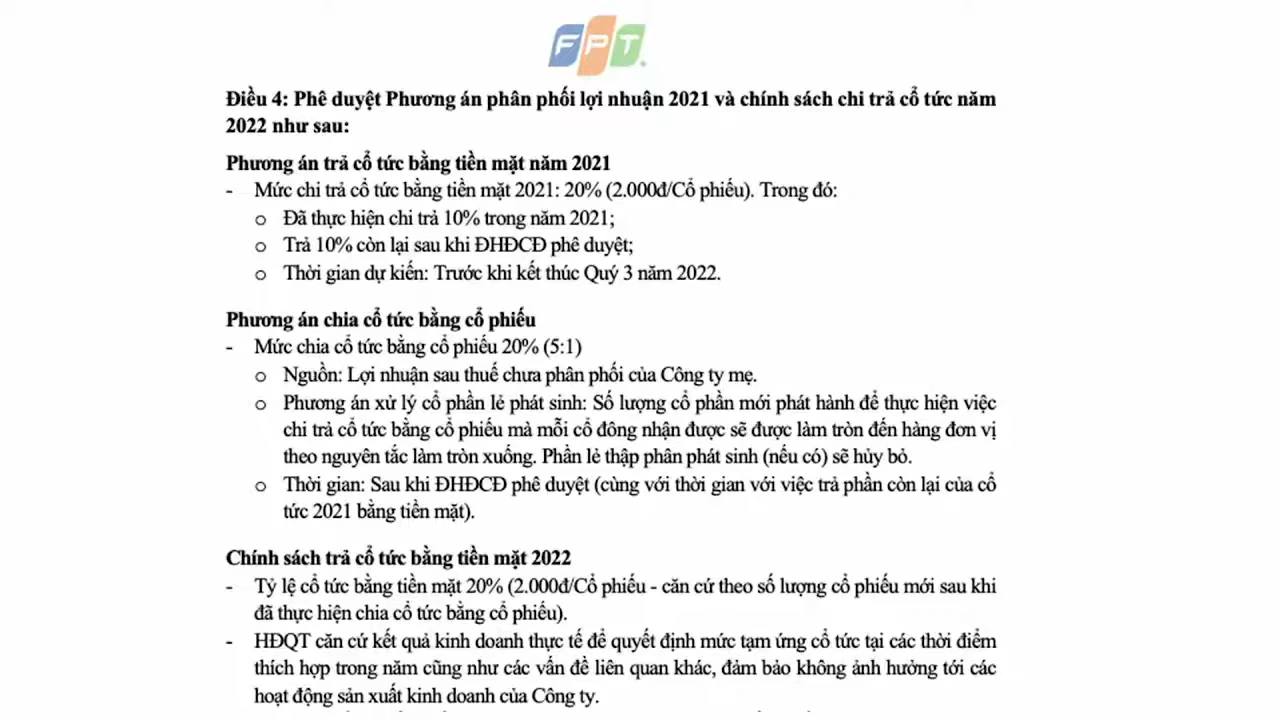 FPT
Điều 4: Phê duyệt Phương án phân phối lợi nhuận 2021 và chính sách chi trả cổ tức năm
2022 như sau:
Phương án trả cổ tức bằng tiền mặt năm 2021
- Mức chi trả cổ tức bằng tiền mặt 2021: 20% (2.000đ/Cổ phiếu). Trong đó:
o Đã thực hiện chi trả 10% trong năm 2021;
o Trả 10% còn lại sau khi ĐHĐCĐ phê duyệt;
o Thời gian dự kiến: Trước khi kết thúc Quý 3 năm 2022.
Phương án chia cổ tức bằng cổ phiếu
- Mức chia cổ tức bằng cổ phiếu 20% (5:1)
o Nguồn: Lợi nhuận sau thuế chưa phân phối của Công ty mẹ.
o Phương án xử lý cổ phần lẻ phát sinh: Số lượng cổ phần mới phát hành để thực hiện việc
chi trả cổ tức bằng cổ phiếu mà mỗi cổ đông nhận được sẽ được làm tròn đến hàng đơn vị
theo nguyên tắc làm tròn xuống. Phần lẻ thập phân phát sinh (nếu có) sẽ hủy bỏ.
o Thời gian: Sau khi ĐHĐCĐ phê duyệt (cùng với thời gian với việc trả phần còn lại của cổ
tức 2021 bằng tiền mặt).
Chính sách trả cổ tức bằng tiền mặt 2022
- Tỷ lệ cổ tức bằng tiền mặt 20% (2.000đ/Cổ phiếu - căn cứ theo số lượng cổ phiếu mới sau khi
đã thực hiện chia cổ tức bằng cổ phiếu).
- HĐQT căn cứ kết quả kinh doanh thực tế để quyết định mức tạm ứng cổ tức tại các thời điểm
thích hợp trong năm cũng như các vấn đề liên quan khác, đảm bảo không ảnh hưởng tới các
hoạt động sản xuất kinh doanh của Công ty.